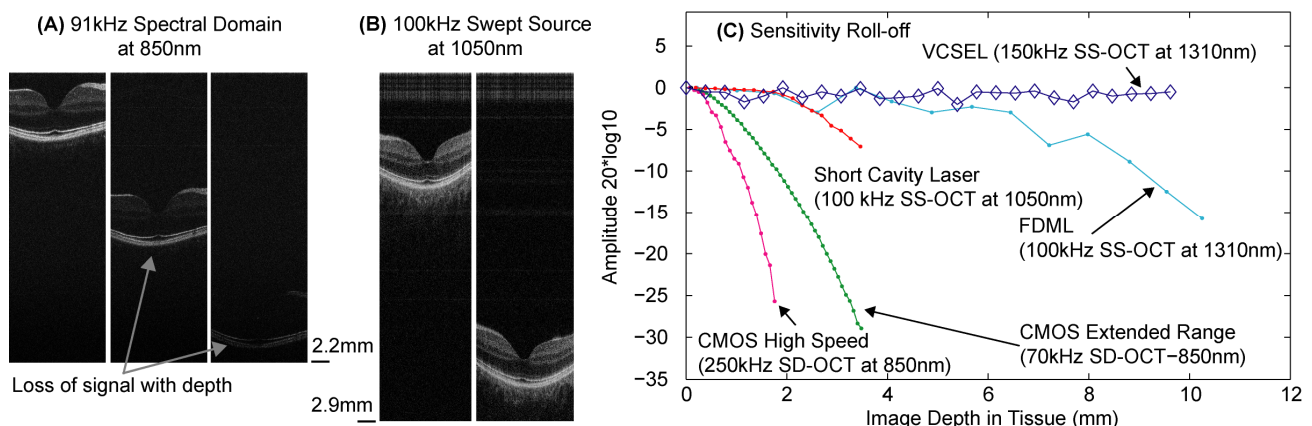 (A) 91kHz Spectral Domain
at 850nm
Loss of signal with depth
2.2mm
(B) 100kHz Swept Source
at 1050nm
2.9mm
(C) Sensitivity Roll-off
VCSEL (150kHz SS-OCT at 1310nm)
Short Cavity Laser
(100 kHz SS-OCT at 1050nm)
FDML
(100kHz SS-OCT at 1310nm)
CMOS High Speed
(250kHz SD-OCT at 850nm)
CMOS Extended Range
(70kHz SD-OCT−850nm)
Amplitude 20*log10
5
0
−5
−10
−15
−20
−25
−30
−35
0 2 4 6 8 10 12
Image Depth in Tissue (mm)